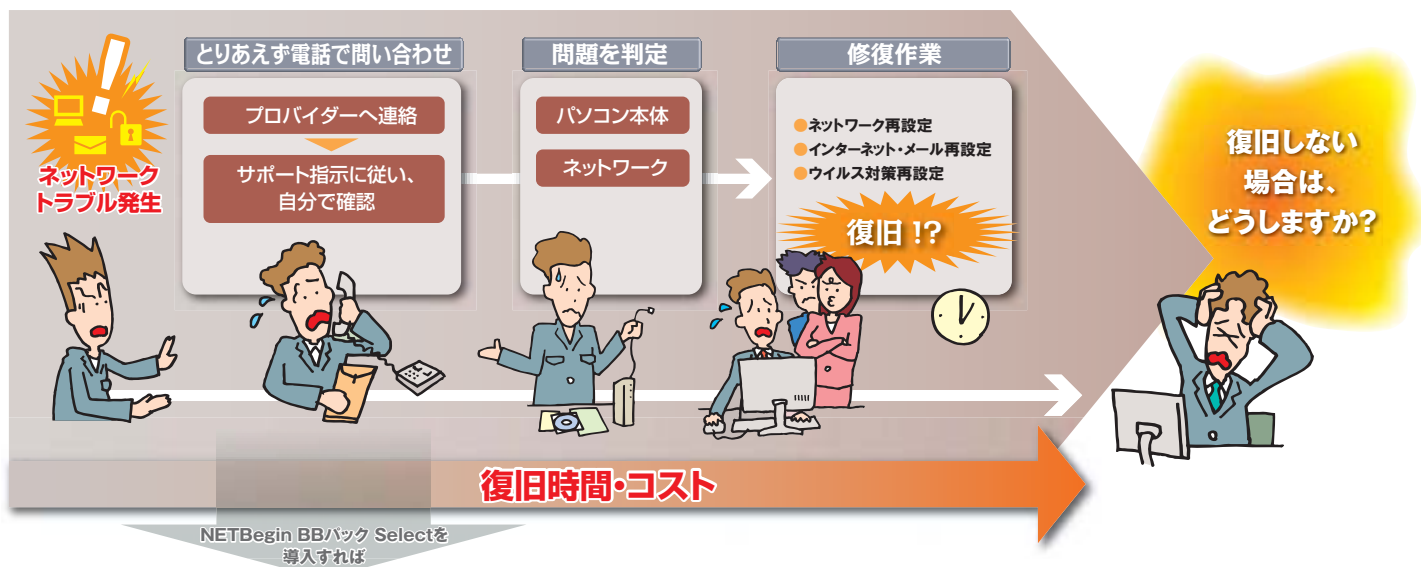 ネットワーク
トラブル発生
とりあえず電話で問い合わせ
プロバイダーへ連絡
サポート指示に従い、
自分で確認
問題を判定
パソコン本体
ネットワーク
修復作業
●ネットワーク再設定
●インターネット・メール再設定
●ウイルス対策再設定
復旧!?
復旧しない
場合は、
どうしますか?
復旧時間・コスト
NETBegin BBパック Selectを
導入すれば